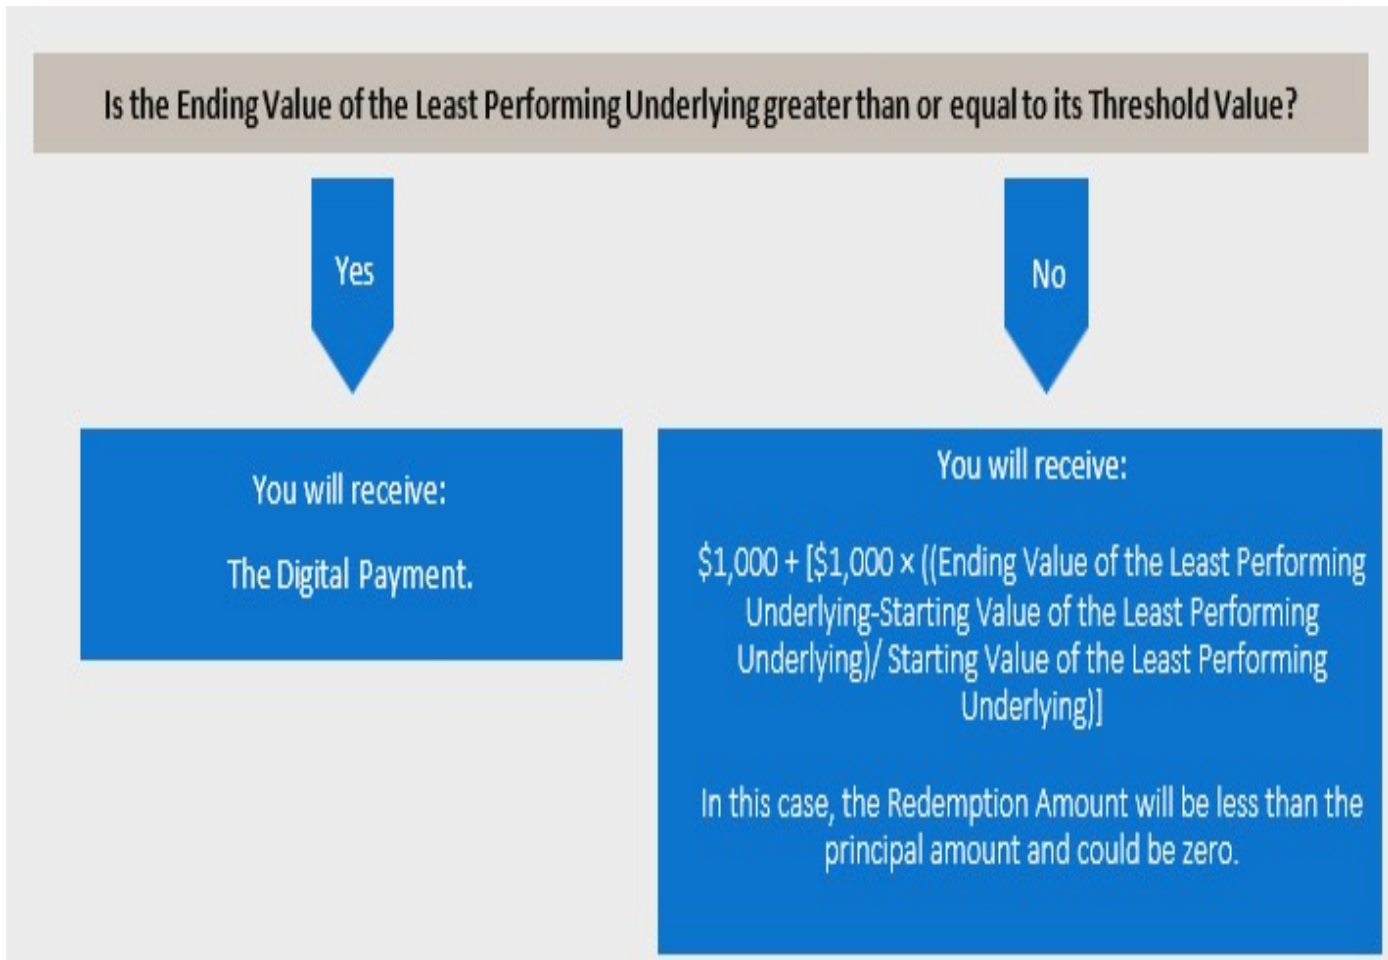 Is the Ending Value of the Least Performing Underlying greater than or equal to its Threshold Value?
Yes
No
You will receive:
The Digital Payment.
You will receive:
$1,000 + [$1,000 × ((Ending Value of the Least Performing
Underlying-Starting Value of the Least Performing
Underlying)/ Starting Value of the Least Performing
Underlying)]
In this case, the Redemption Amount will be less than the
principal amount and could be zero.